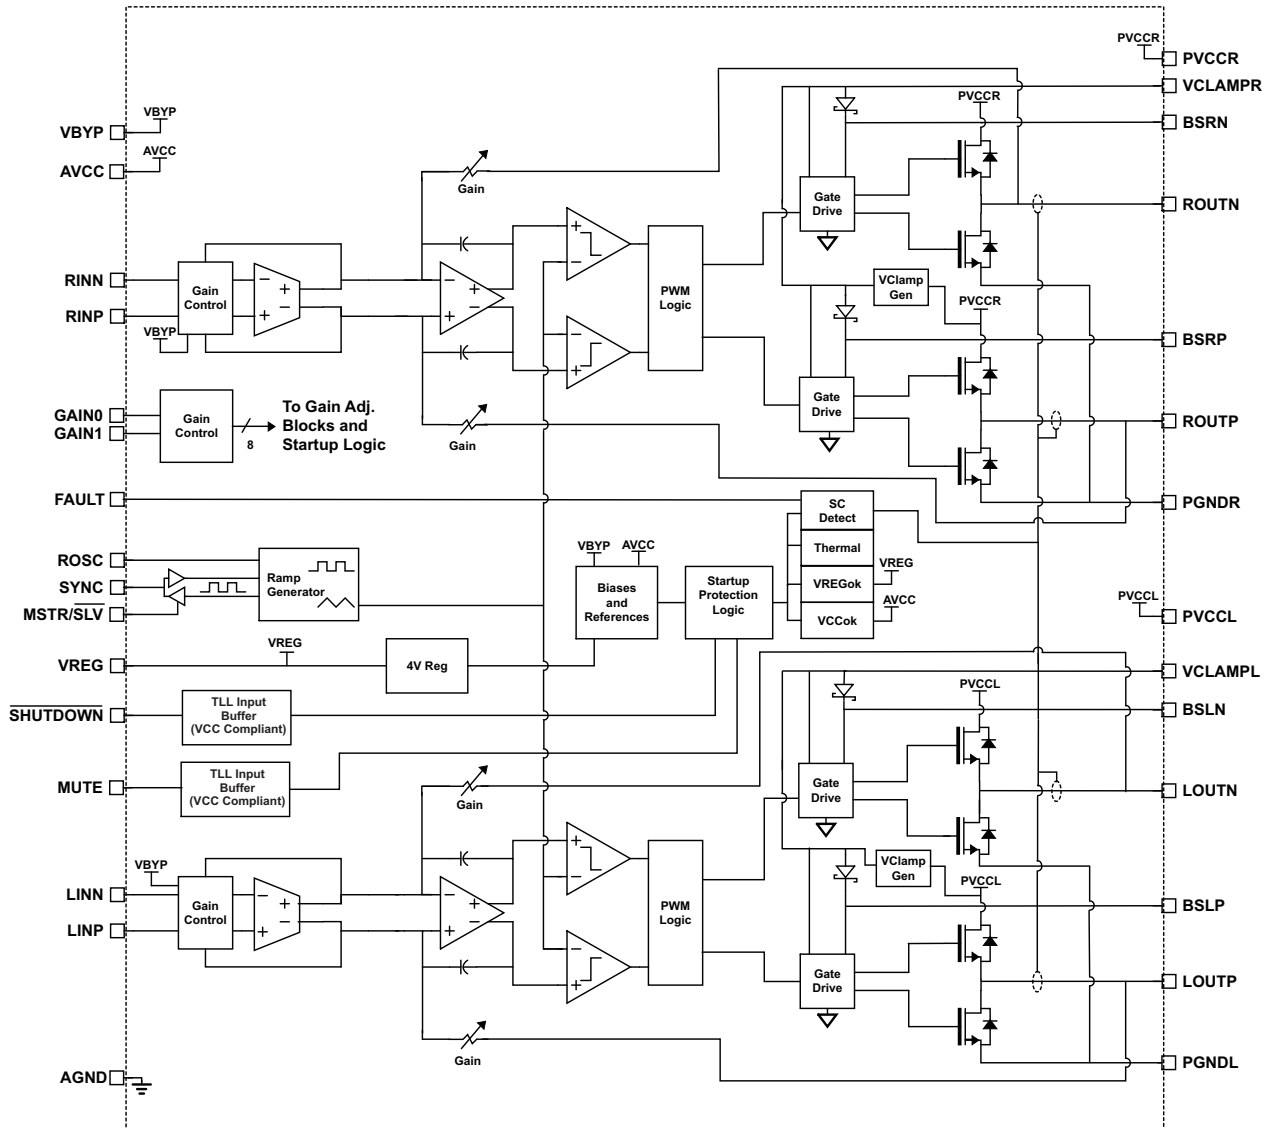 PVCCR
PVCCR
VCLAMPR
PVCCR
BSRN
VBYP
VBYP
AVCC
AVCC
Gain
Gate
Drive
ROUTN
RINN
Gain
Control
−
+
+
−
−
+
+
−
+
−
−
+
PWM
Logic
VClamp
Gen
PVCCR
RINP
VBYP
BSRP
GAIN0
GAIN1
Gain
Control
8
To Gain Adj.
Blocks and
Startup Logic
Gain
Gate
Drive
ROUTP
FAULT
SC
Detect
PGNDR
ROSC
SYNC
MSTR/SLV
Ramp
Generator
VBYP
AVCC
Biases
and
References
Startup
Protection
Logic
Thermal
VREGok
VREG
VCCok
AVCC
PVCCL
PVCCL
VREG
VREG
4V Reg
VCLAMPL
PVCCL
SHUTDOWN
TLL Input
Buffer
(VCC Compliant)
BSLN
MUTE
TLL Input
Buffer
(VCC Compliant)
Gain
Gate
Drive
LOUTN
VBYP
LINN
Gain
Control
−
+
+
−
−
+
+
−
+
−
−
+
PWM
Logic
VClamp
Gen
PVCCL
BSLP
LINP
Gate
Drive
LOUTP
Gain
PGNDL
AGND